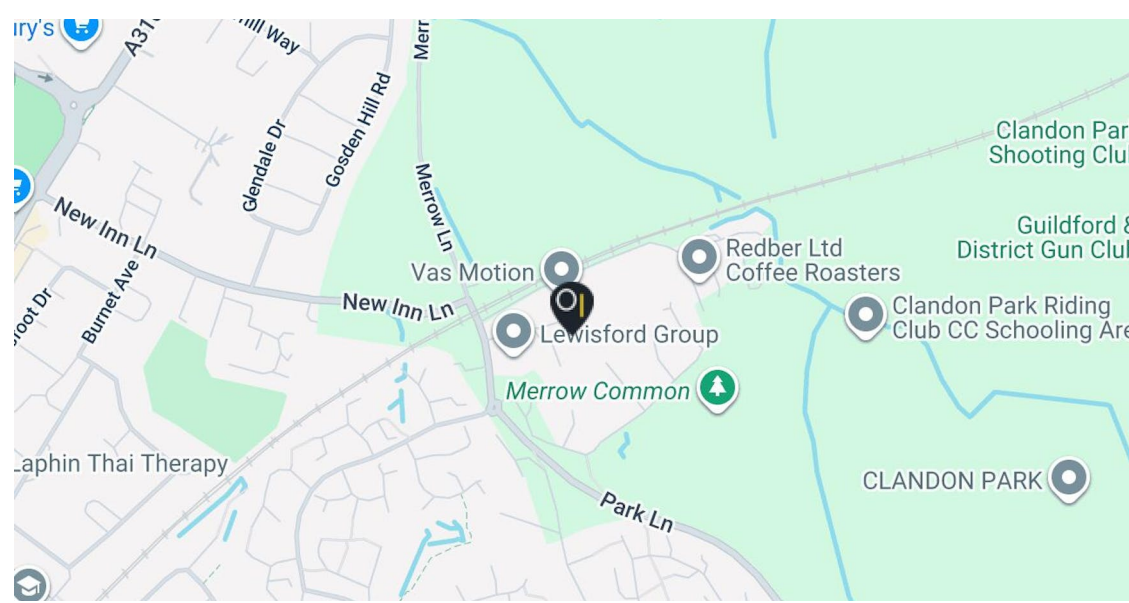 ury's
A310
hill Way
Merr
Gosden Hill Rd
Glendale Dr
Clandon Par
Shooting Clu
Merrow Ln
New Inn Ln
Guildford &
District Gun Clu
Redber Ltd
Coffee Roasters
Vas Motion
Burnet Ave
root Dr
New Inn Ln
Clandon Park Riding
Club CC Schooling Are
Lewisford Group
Merrow Common
Laphin Thai Therapy
CLANDON PARK
Park Ln